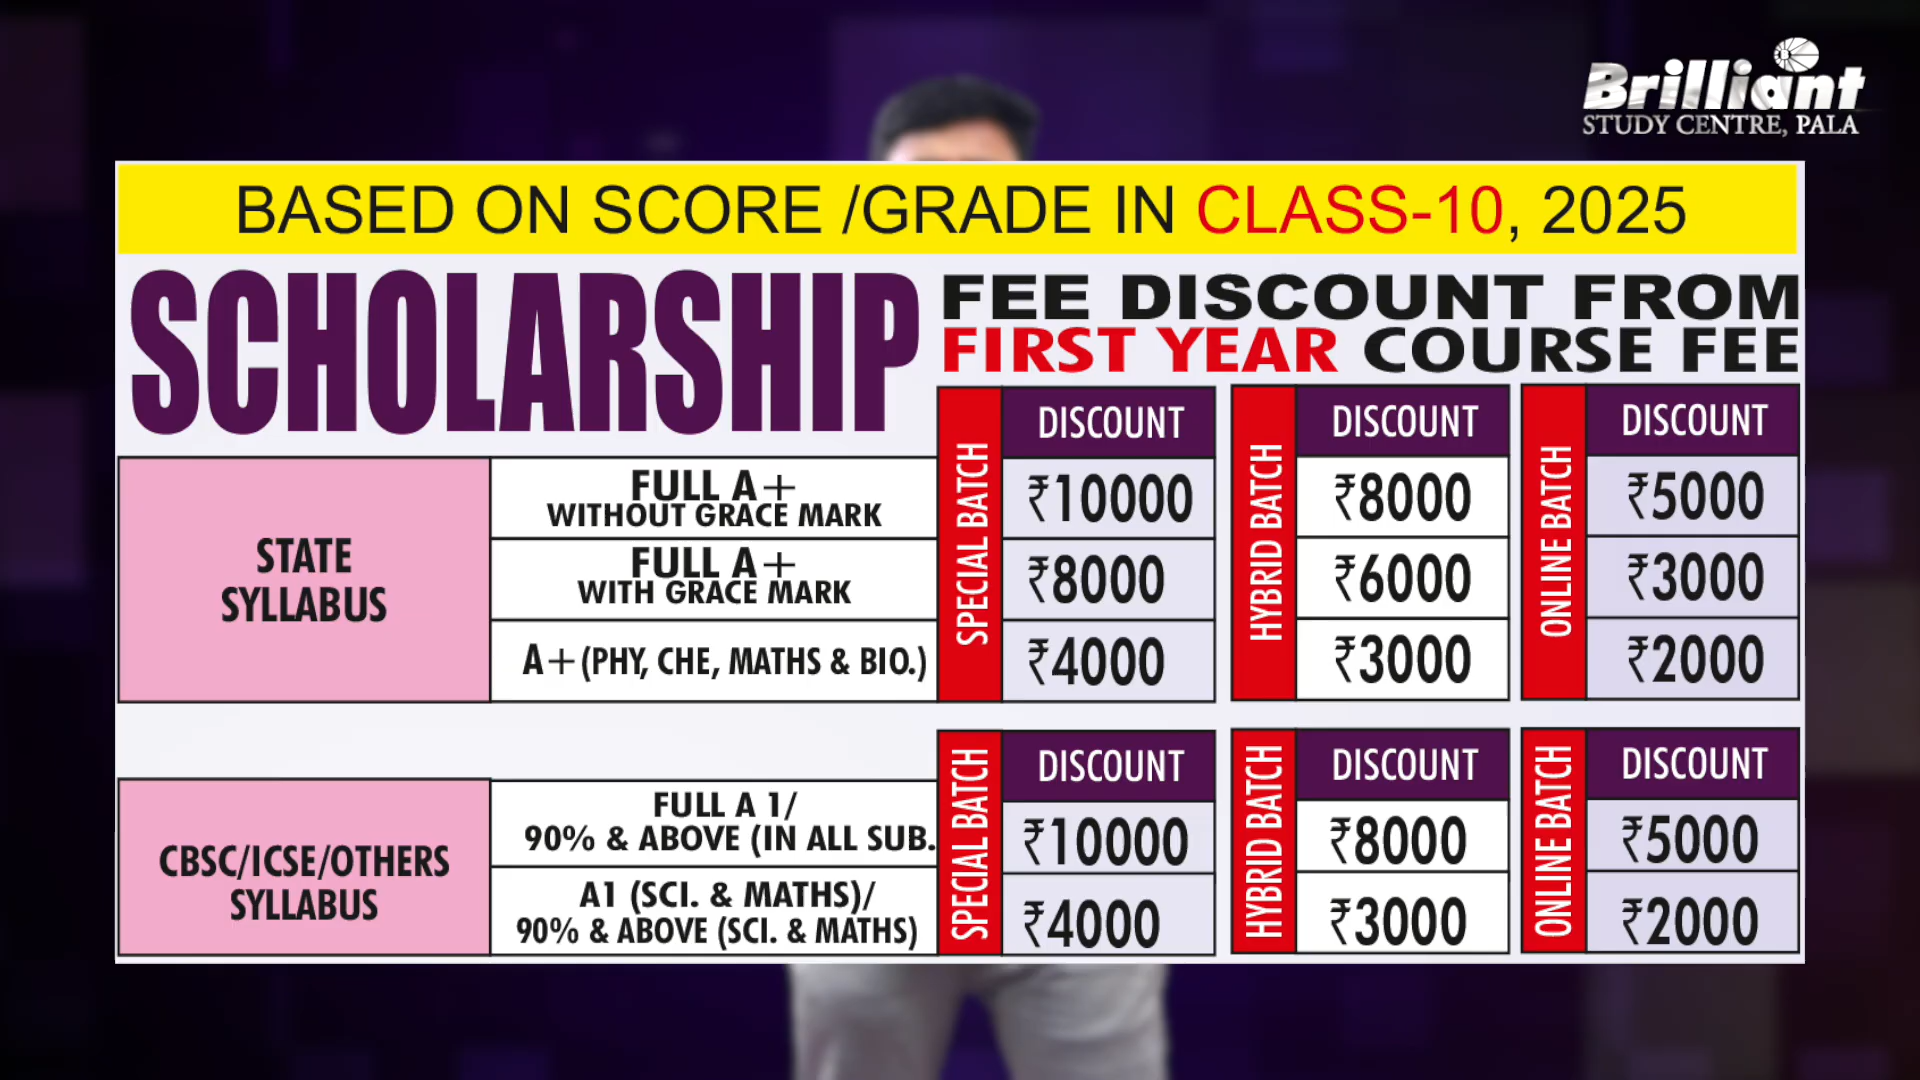 Brilliant
STUDY CENTRE, PALA
BASED ON SCORE /GRADE IN CLASS-10, 2025
SCHOLARSHIP
FEE DISCOUNT FROM
FIRST YEAR COURSE FEE
STATE
SYLLABUS
FULL A+
WITHOUT GRACE MARK
FULL A+
WITH GRACE MARK
A+(PHY, CHE, MATHS & BIO.)
SPECIAL BATCH
DISCOUNT
₹10000
₹8000
₹4000
HYBRID BATCH
DISCOUNT
₹8000
₹6000
₹3000
ONLINE BATCH
DISCOUNT
₹5000
₹3000
₹2000
CBSC/ICSE/OTHERS
SYLLABUS
FULL A 1/
90% & ABOVE (IN ALL SUB.
A1 (SCI. & MATHS)/
90% & ABOVE (SCI. & MATHS)
SPECIAL BATCH
DISCOUNT
₹10000
₹4000
HYBRID BATCH
DISCOUNT
₹8000
₹3000
ONLINE BATCH
DISCOUNT
₹5000
₹2000